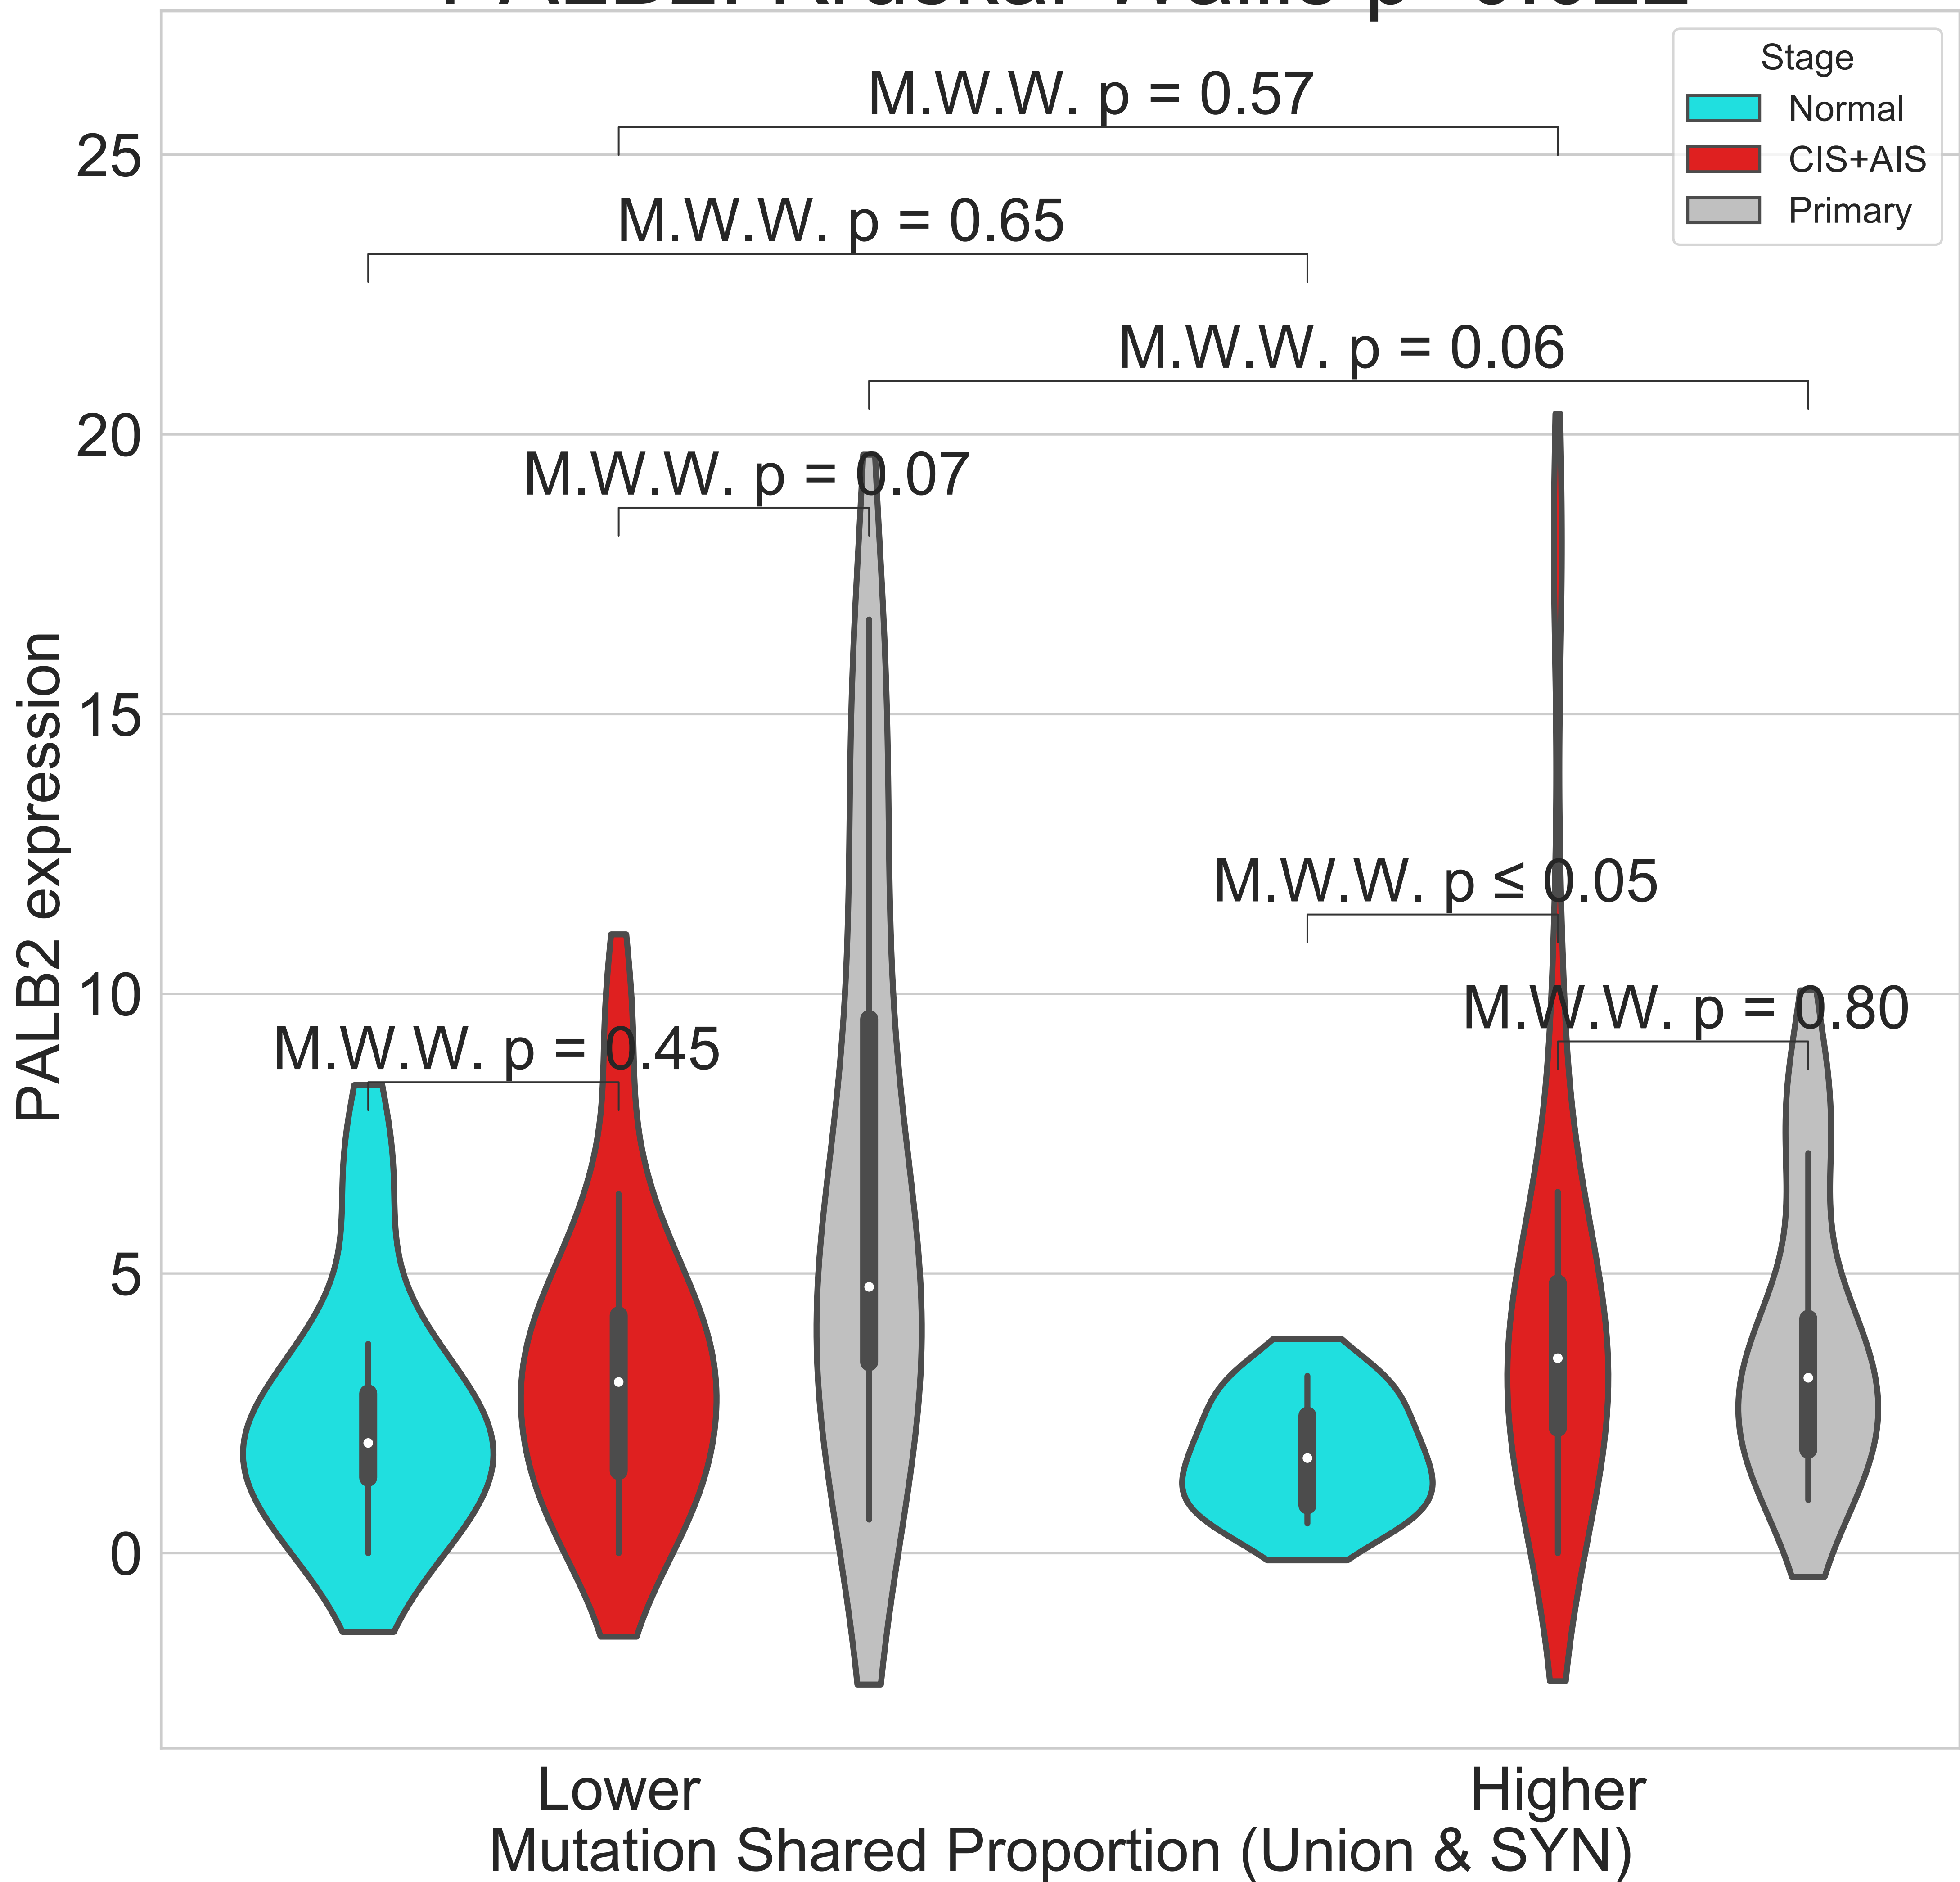 Stage
Normal
CIS+AIS
Primary
M.W.W. p = 0.57
25
M.W.W. p = 0.65
M.W.W. p = 0.06
20
M.W.W. p = 0.07
15
M.W.W. p ≤ 0.05
10
M.W.W. p = 0.80
M.W.W. p = 0.45
PALB2 expression
5
0
Lower
Higher
Mutation Shared Proportion (Union & SYN)